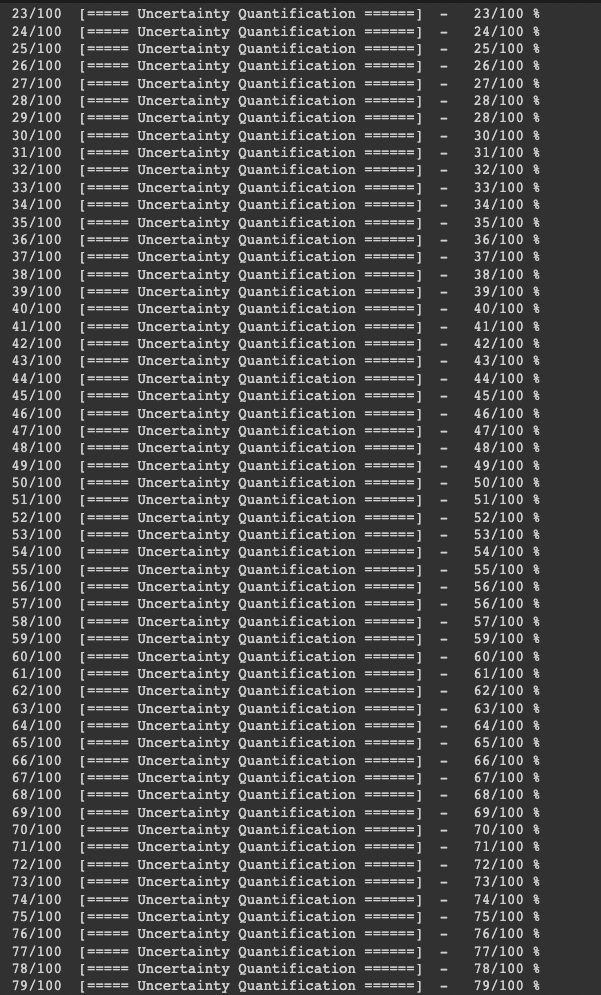 23/100 [===== Uncertainty Quantification ======] - 23/100 %
24/100 [===== Uncertainty Quantification ======] - 24/100 %
25/100 [===== Uncertainty Quantification ======] - 25/100 %
26/100 [===== Uncertainty Quantification ======] - 26/100 %
27/100 [===== Uncertainty Quantification ======] - 27/100 %
28/100 [===== Uncertainty Quantification ======] - 28/100 %
29/100 [===== Uncertainty Quantification ======] - 28/100 %
30/100 [===== Uncertainty Quantification ======] - 30/100 %
31/100 [===== Uncertainty Quantification ======] - 31/100 %
32/100 [===== Uncertainty Quantification ======] - 32/100 %
33/100 [===== Uncertainty Quantification ======] - 33/100 %
34/100 [===== Uncertainty Quantification ======] - 34/100 %
35/100 [===== Uncertainty Quantification ======] - 35/100 %
36/100 [===== Uncertainty Quantification ======] - 36/100 %
37/100 [===== Uncertainty Quantification ======] - 37/100 %
38/100 [===== Uncertainty Quantification ======] - 38/100 %
39/100 [===== Uncertainty Quantification ======] - 39/100 %
40/100 [===== Uncertainty Quantification ======] - 40/100 %
41/100 [===== Uncertainty Quantification ======] - 41/100 %
42/100 [===== Uncertainty Quantification ======] - 42/100 %
43/100 [===== Uncertainty Quantification ======] - 43/100 %
44/100 [===== Uncertainty Quantification ======] - 44/100 %
45/100 [===== Uncertainty Quantification ======] - 45/100 %
46/100 [===== Uncertainty Quantification ======] - 46/100 %
47/100 [===== Uncertainty Quantification ======] - 47/100 %
48/100 [===== Uncertainty Quantification ======] - 48/100 %
49/100 [===== Uncertainty Quantification ======] - 49/100 %
50/100 [===== Uncertainty Quantification ======] - 50/100 %
51/100 [===== Uncertainty Quantification ======] - 51/100 %
52/100 [===== Uncertainty Quantification ======] - 52/100 %
53/100 [===== Uncertainty Quantification ======] - 53/100 %
54/100 [===== Uncertainty Quantification ======] - 54/100 %
55/100 [===== Uncertainty Quantification ======] - 55/100 %
56/100 [===== Uncertainty Quantification ======] - 56/100 %
57/100 [===== Uncertainty Quantification ======] - 56/100 %
58/100 [===== Uncertainty Quantification ======] - 57/100 %
59/100 [===== Uncertainty Quantification ======] - 59/100 %
60/100 [===== Uncertainty Quantification ======] - 60/100 %
61/100 [===== Uncertainty Quantification ======] - 61/100 %
62/100 [===== Uncertainty Quantification ======] - 62/100 %
63/100 [===== Uncertainty Quantification ======] - 63/100 %
64/100 [===== Uncertainty Quantification ======] - 64/100 %
65/100 [===== Uncertainty Quantification ======] - 65/100 %
66/100 [===== Uncertainty Quantification ======] - 66/100 %
67/100 [===== Uncertainty Quantification ======] - 67/100 %
68/100 [===== Uncertainty Quantification ======] - 68/100 %
69/100 [===== Uncertainty Quantification ======] - 69/100 %
70/100 [===== Uncertainty Quantification ======] - 70/100 %
71/100 [===== Uncertainty Quantification ======] - 71/100 %
72/100 [===== Uncertainty Quantification ======] - 72/100 %
73/100 [===== Uncertainty Quantification ======] - 73/100 %
74/100 [===== Uncertainty Quantification ======] - 74/100 %
75/100 [===== Uncertainty Quantification ======] - 75/100 %
76/100 [===== Uncertainty Quantification ======] - 76/100 %
77/100 [===== Uncertainty Quantification ======] - 77/100 %
78/100 [===== Uncertainty Quantification ======] - 78/100 %
79/100 [===== Uncertainty Quantification ======] - 79/100 %